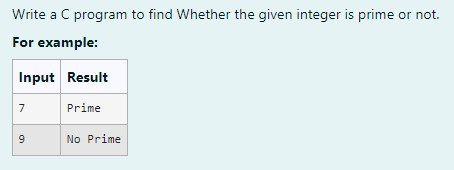 Write a C program to find Whether the given integer is prime or not.
For example:
Input Result
7 Prime
9 No Prime